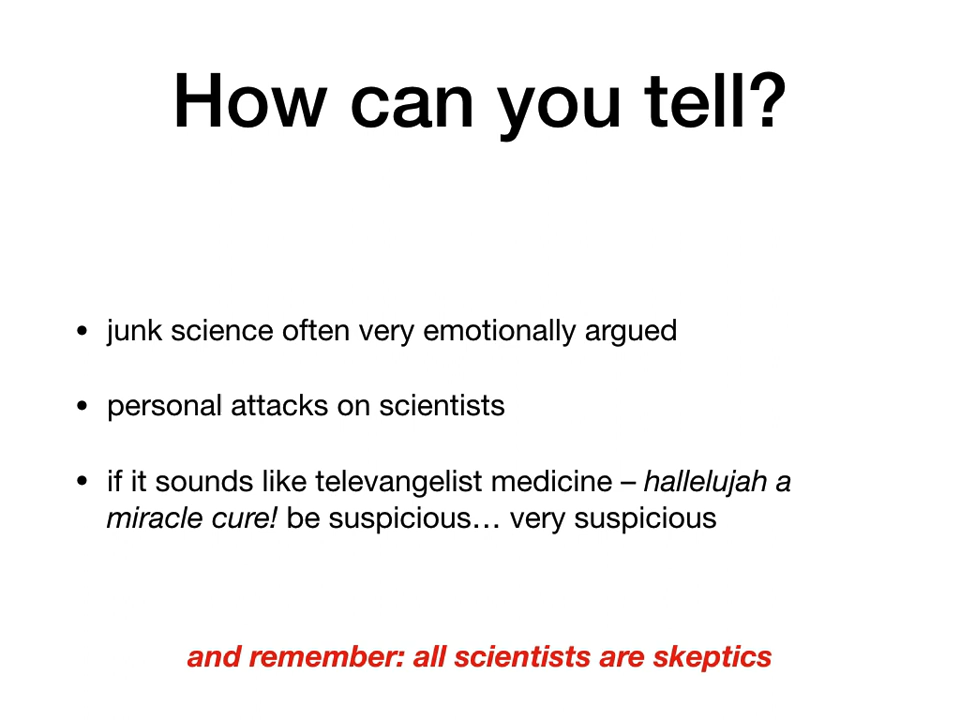 How can you tell?
• junk science often very emotionally argued
• personal attacks on scientists
• if it sounds like televangelist medicine – hallelujah a
miracle cure! be suspicious… very suspicious
and remember: all scientists are skeptics